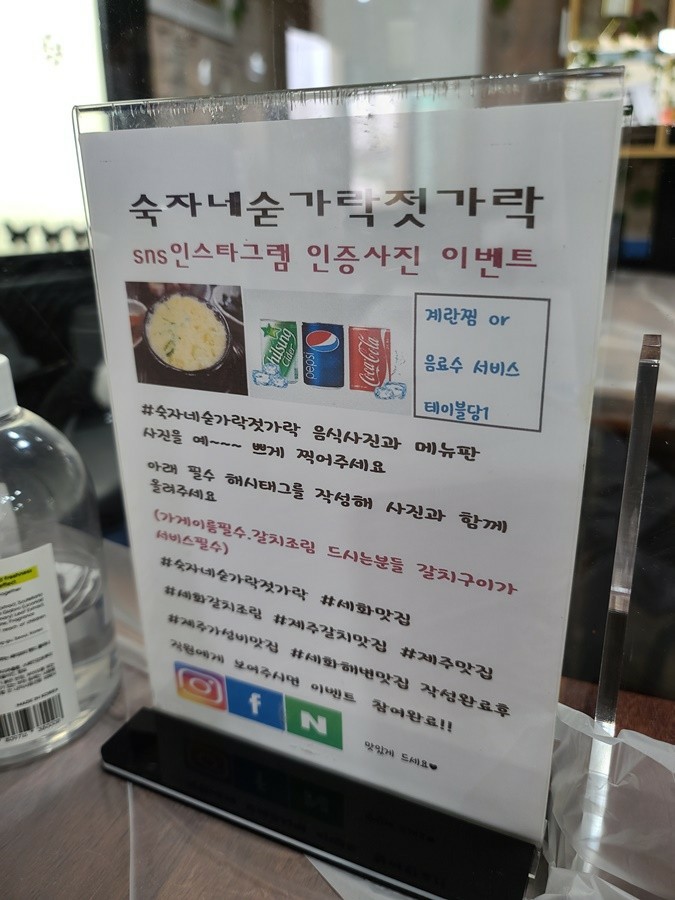 숙자네숟가락젓가락
sns인스타그램 인증사진 이벤트
계란찜 or
음료수 서비스
테이블당1
Chilsung
Cider
pepsi
Coca-Cola
#숙자네숟가락젓가락 음식사진과 메뉴판
사진을 예~~~ 쁘게 찍어주세요
아래 필수 해시태그를 작성해 사진과 함께
올려주세요
(가게이름필수.갈치조림 드시는분들 갈치구이가
서비스필수)
#숙자네숟가락젓가락 #세화맛집
#세화갈치조림 #제주갈치맛집 #제주맛집
#제주가성비맛집 #세화해변맛집 작성완료후
직원에게 보여주시면 이벤트 참여완료!!
f
N
맛있게 드세요♥
MADE IN KOREA